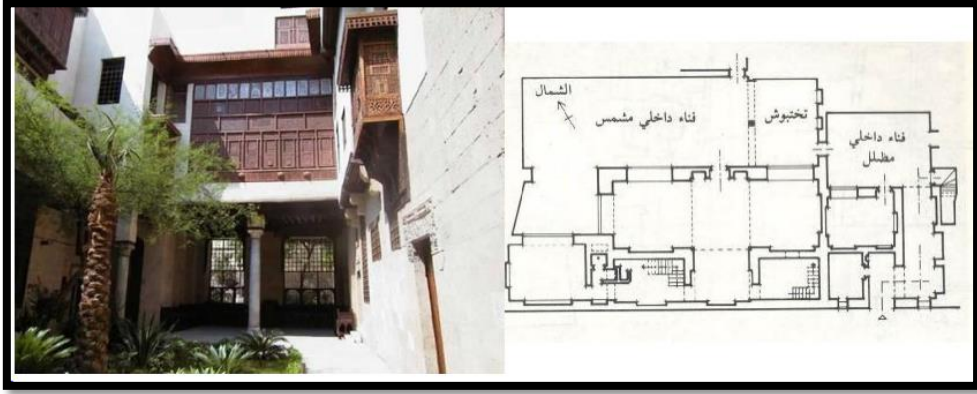 الشمال
فناء داخلي مشمس
تختبوش
فناء داخلي
مظلل